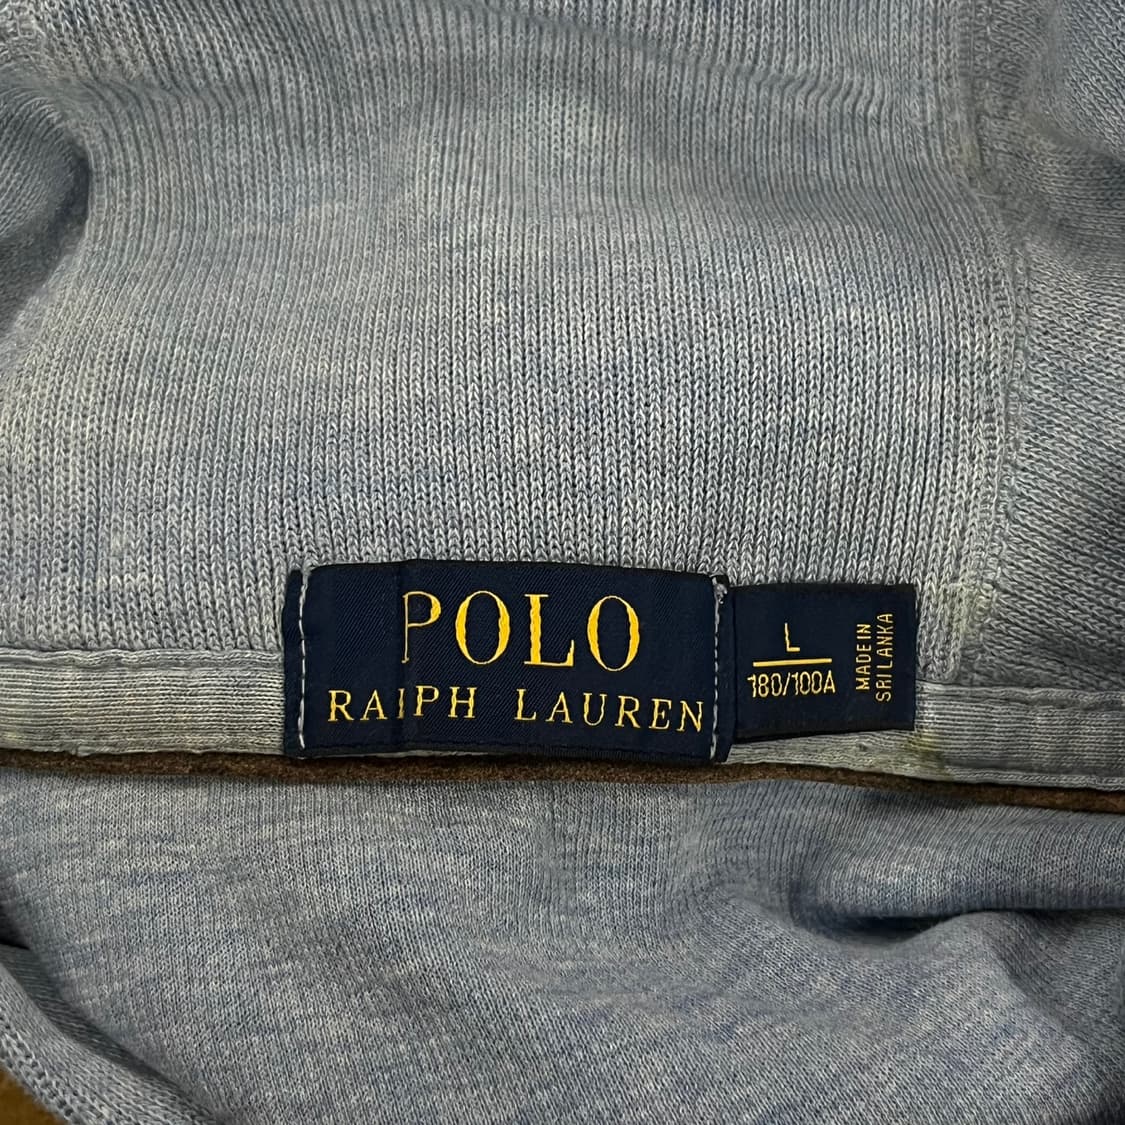 POLO
RALPH LAUREN
L
180/100A
MADE IN
SRI LANKA